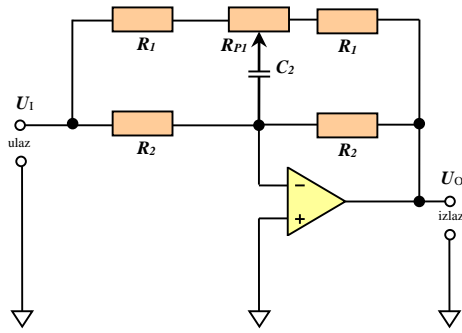 R1 RP1 R1
C2
UI
ulaz
R2 R2
−
+
UO
izlaz